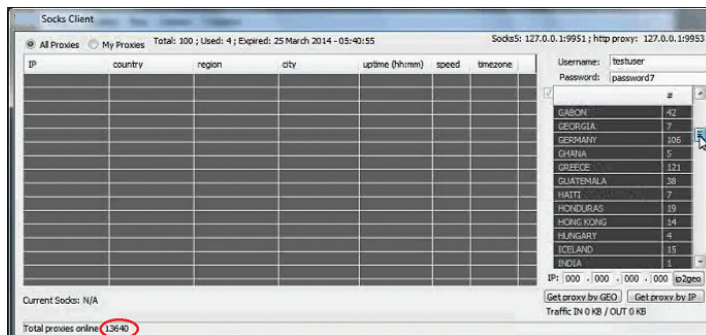 Socks Client
All Proxies My Proxies Total: 100 ; Used: 4 ; Expired: 25 March 2014 - 05:40:55 Socks5: 127.0.0.1:9951 ; http proxy: 127.0.0.1:9953
Username: testuser
Password: password7
IP country region city uptime (hh:mm) speed timezone
#
GABON 42
GEORGIA 7
GERMANY 106
GHANA 5
GREECE 121
GUATEMALA 38
HAITI 7
HONDURAS 19
HONG KONG 14
HUNGARY 4
ICELAND 15
INDIA 1
IP: 000 . 000 . 000 . 000 ip2geo
Current Socks: N/A
Get proxy by GEO Get proxy by IP
Traffic IN 0 KB / OUT 0 KB
Total proxies online 13640